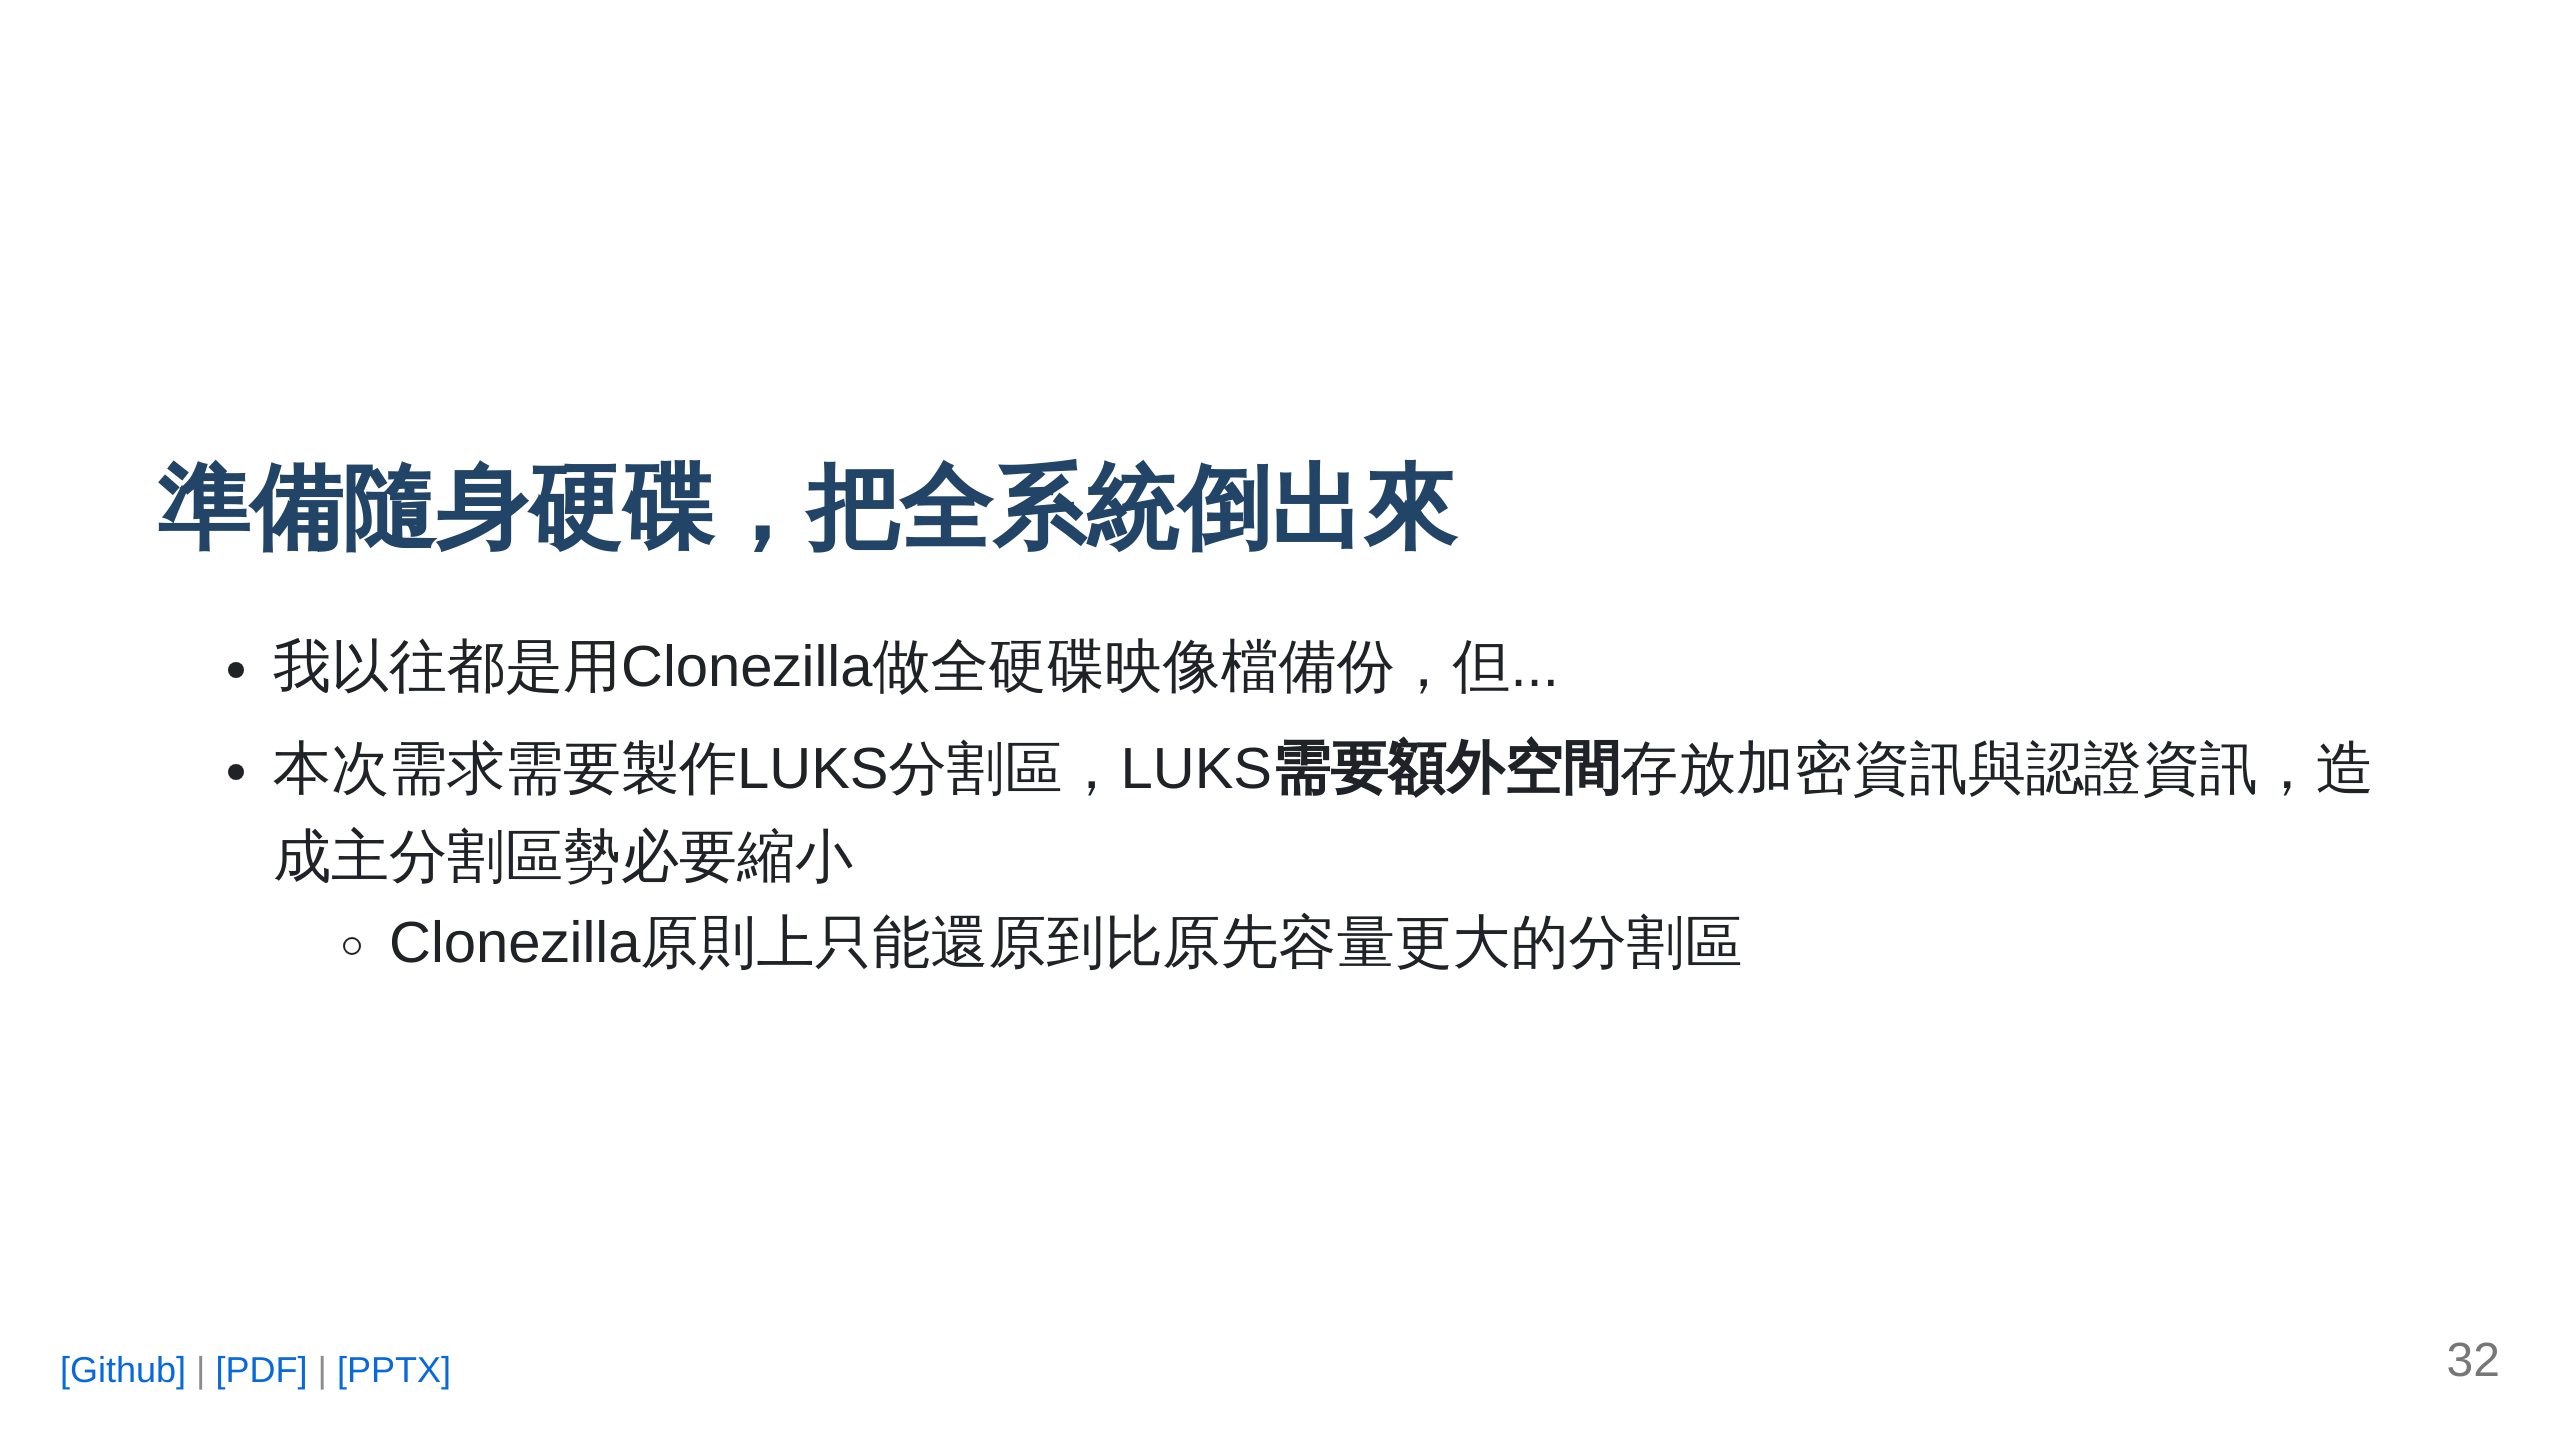 準備隨身硬碟，把全系統倒出來
我以往都是用Clonezilla做全硬碟映像檔備份，但...
本次需求需要製作LUKS分割區，LUKS需要額外空間存放加密資訊與認證資訊，造
成主分割區勢必要縮小
Clonezilla原則上只能還原到比原先容量更大的分割區
[Github] | [PDF] | [PPTX]
32